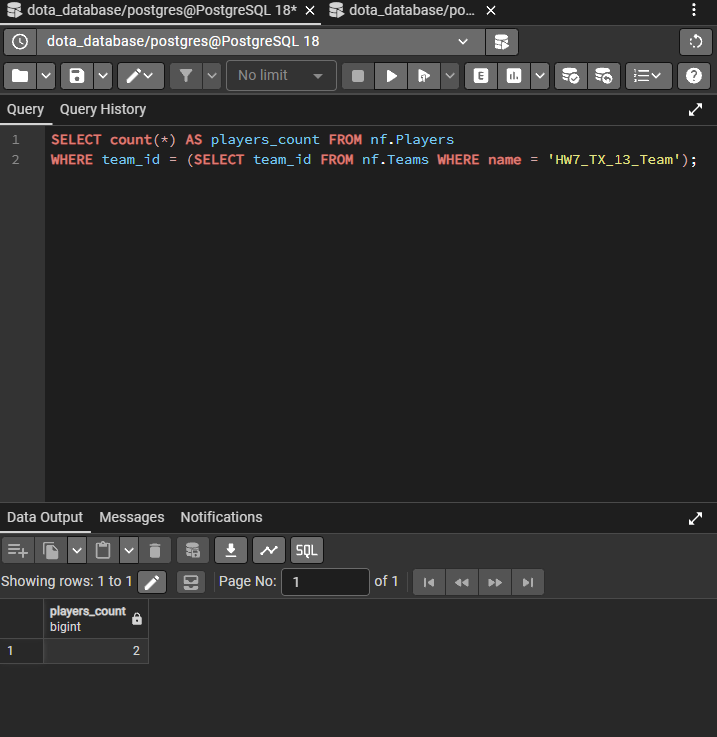 dota_database/postgres@PostgreSQL 18*
dota_database/po...
dota_database/postgres@PostgreSQL 18
No limit
E
Query Query History
1 SELECT count(*) AS players_count FROM nf.Players
2 WHERE team_id = (SELECT team_id FROM nf.Teams WHERE name = 'HW7_TX_13_Team');
Data Output Messages Notifications
SQL
Showing rows: 1 to 1 Page No: 1 of 1
players_count
bigint
1 2